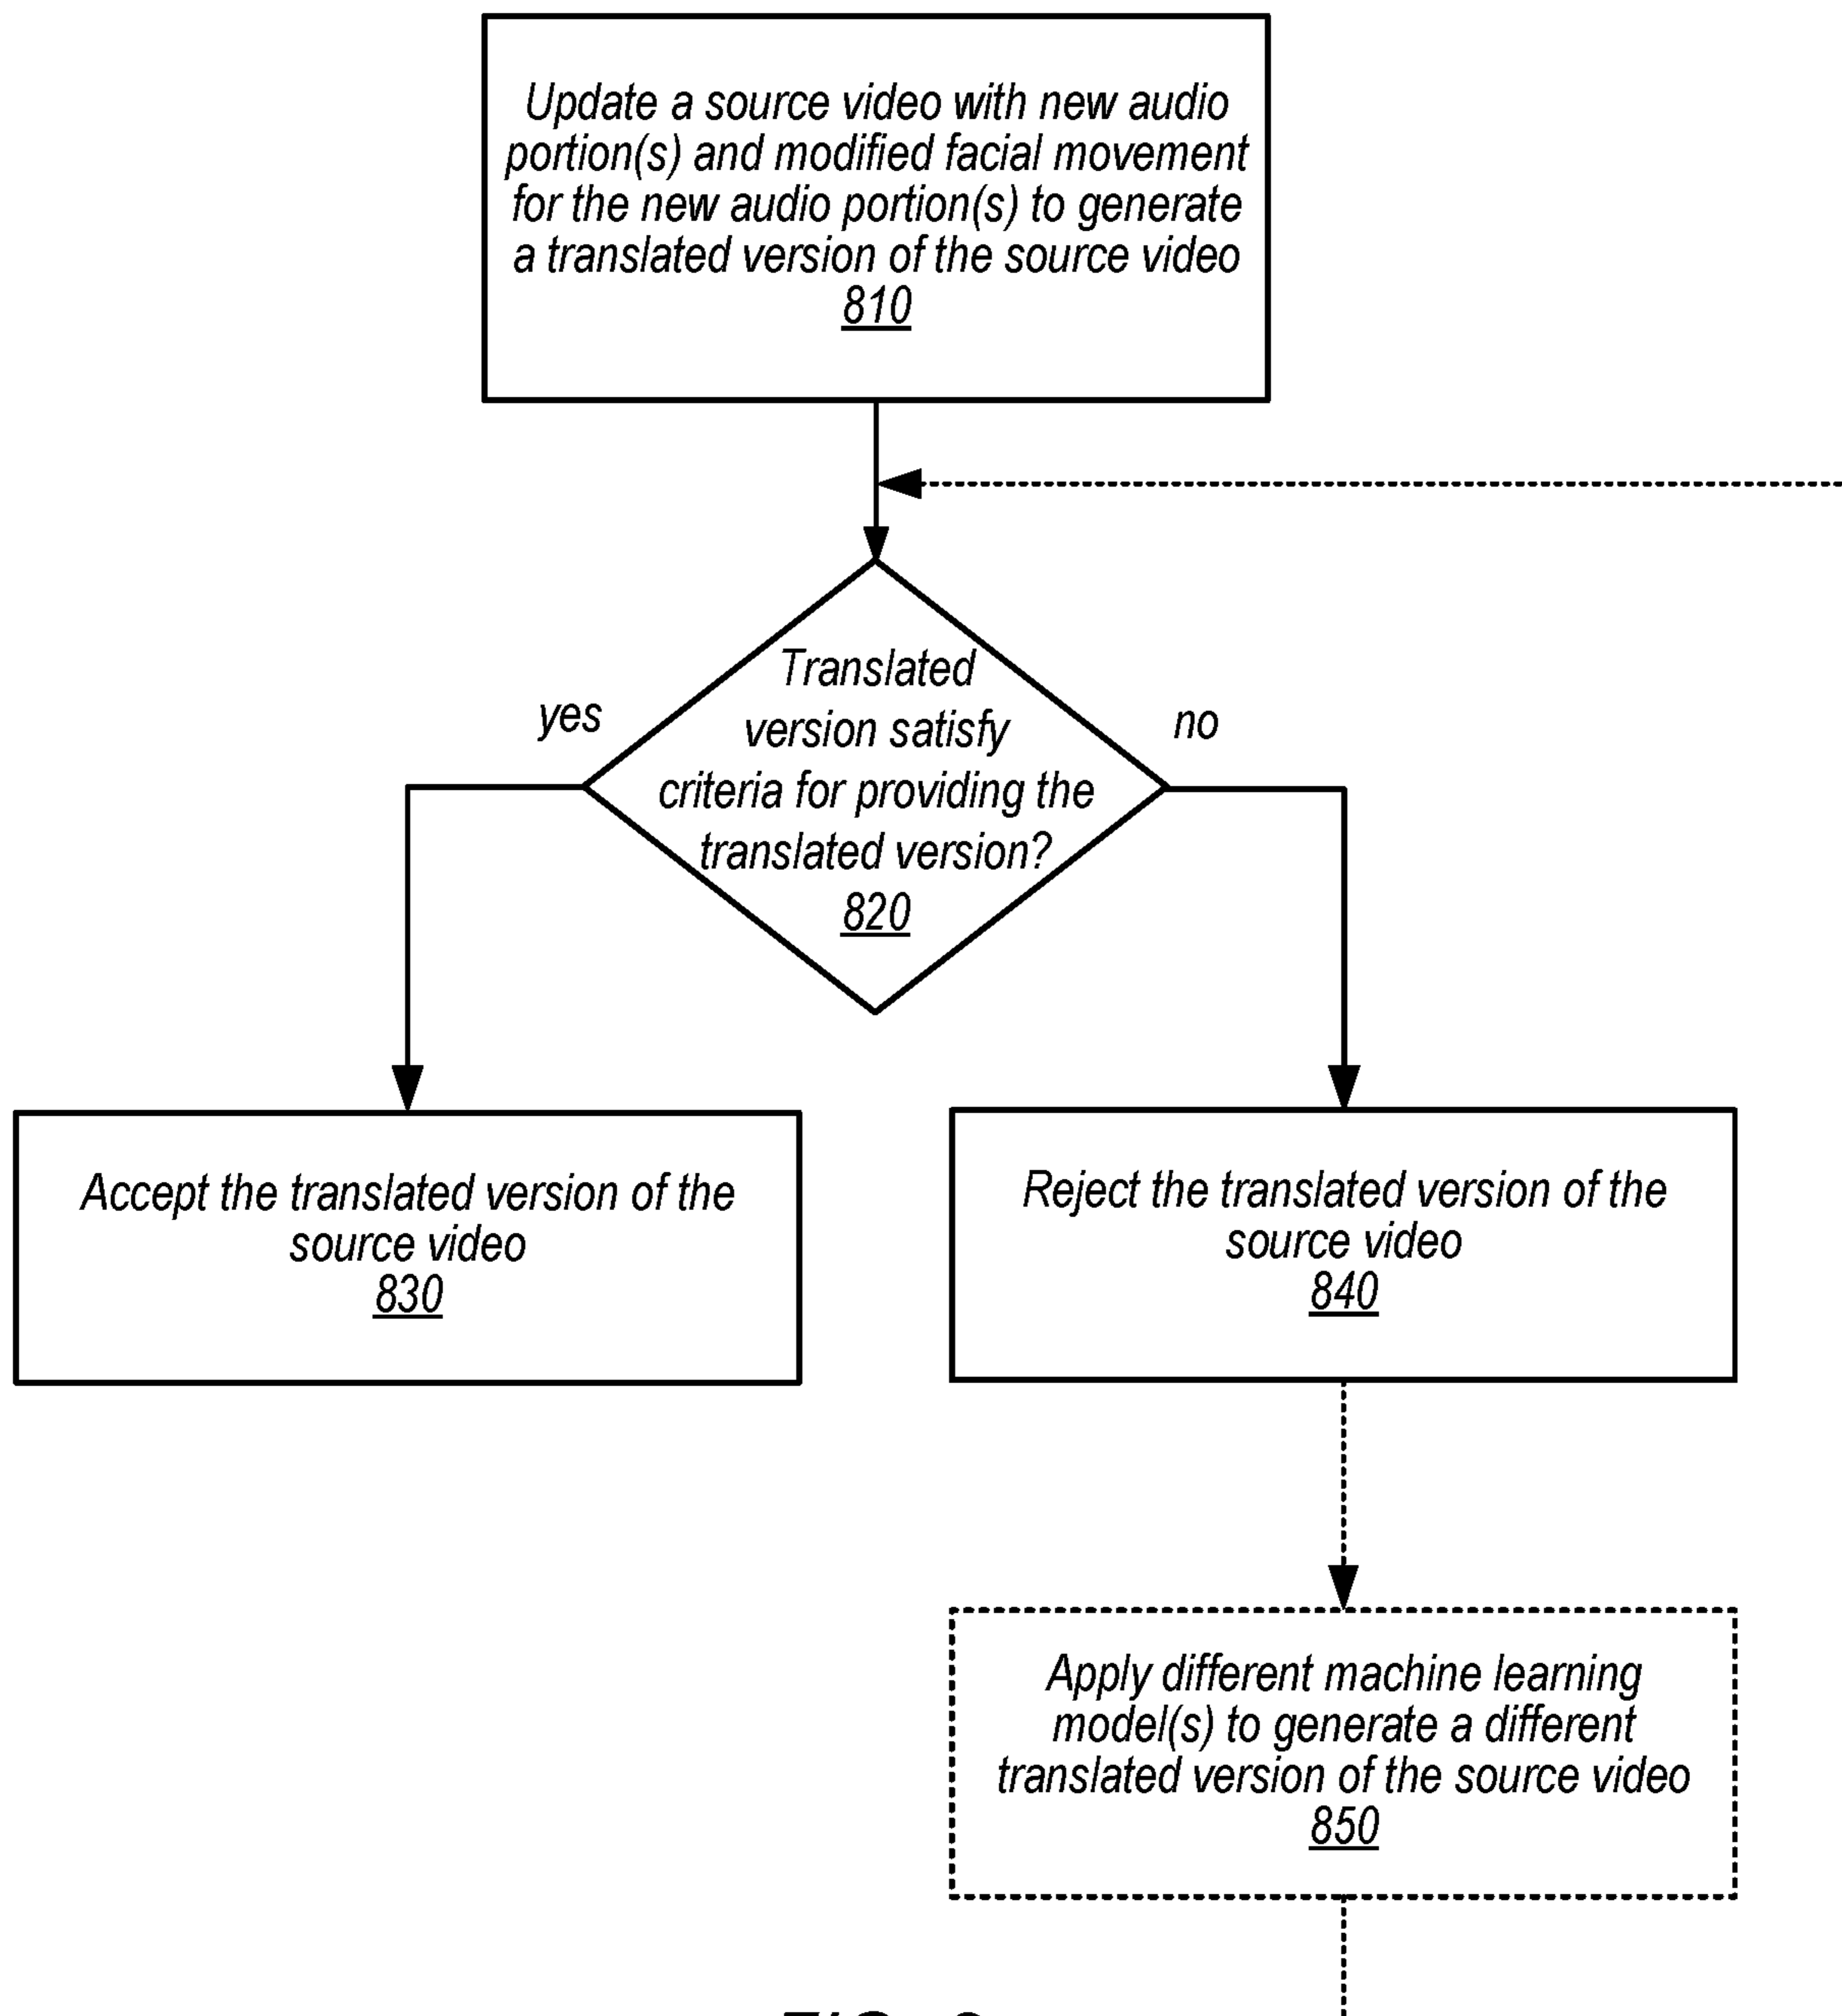 Update a source video with new audio
portion(s) and modified facial movement
for the new audio portion(s) to generate
a translated version of the source video
810
Translated
version satisfy
criteria for providing the
translated version?
820
yes
no
Accept the translated version of the
source video
830
Reject the translated version of the
source video
840
Apply different machine learning
model(s) to generate a different
translated version of the source video
850